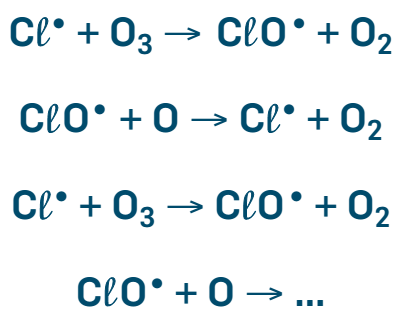 Cℓ• + O₃ → CℓO• + O₂
CℓO• + O → Cℓ• + O₂
Cℓ• + O₃ → CℓO• + O₂
CℓO• + O → ...